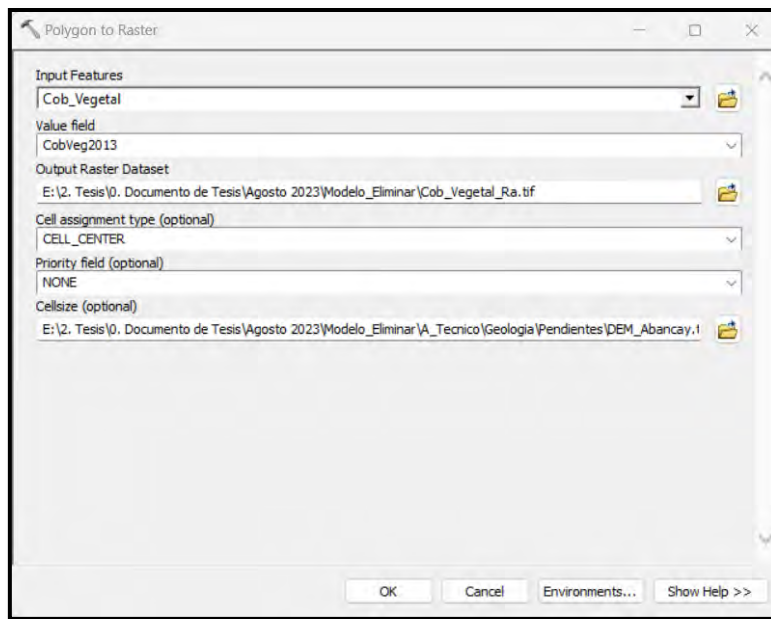 Polygon to Raster
Input Features
Cob_Vegetal
Value field
CobVeg2013
Output Raster Dataset
E:\2. Tesis\0. Documento de Tesis\Agosto 2023\Modelo_Eliminar\Cob_Vegetal_Ra.tif
Cell assignment type (optional)
CELL_CENTER
Priority field (optional)
NONE
Cellsize (optional)
E:\2. Tesis\0. Documento de Tesis\Agosto 2023\Modelo_Eliminar\A_Tecnico\Geologia\Pendientes\DEM_Abancay.t
OK Cancel Environments... Show Help >>